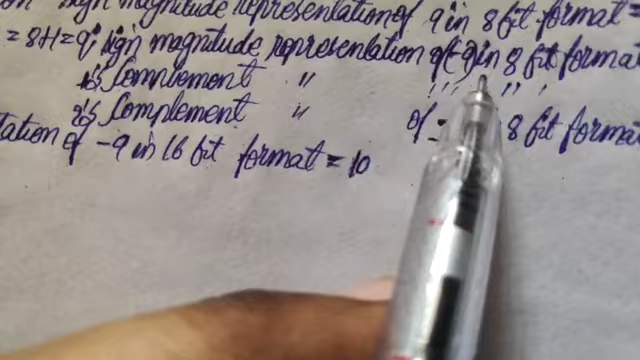 sign magnitude representation of 9 in 8 bit format =
= 8+1 = 9; sign magnitude representation of -9 in 8 bit format
1's Complement " " " "
2's Complement " of - 8 bit format
tation of -9 in 16 bit format = 10